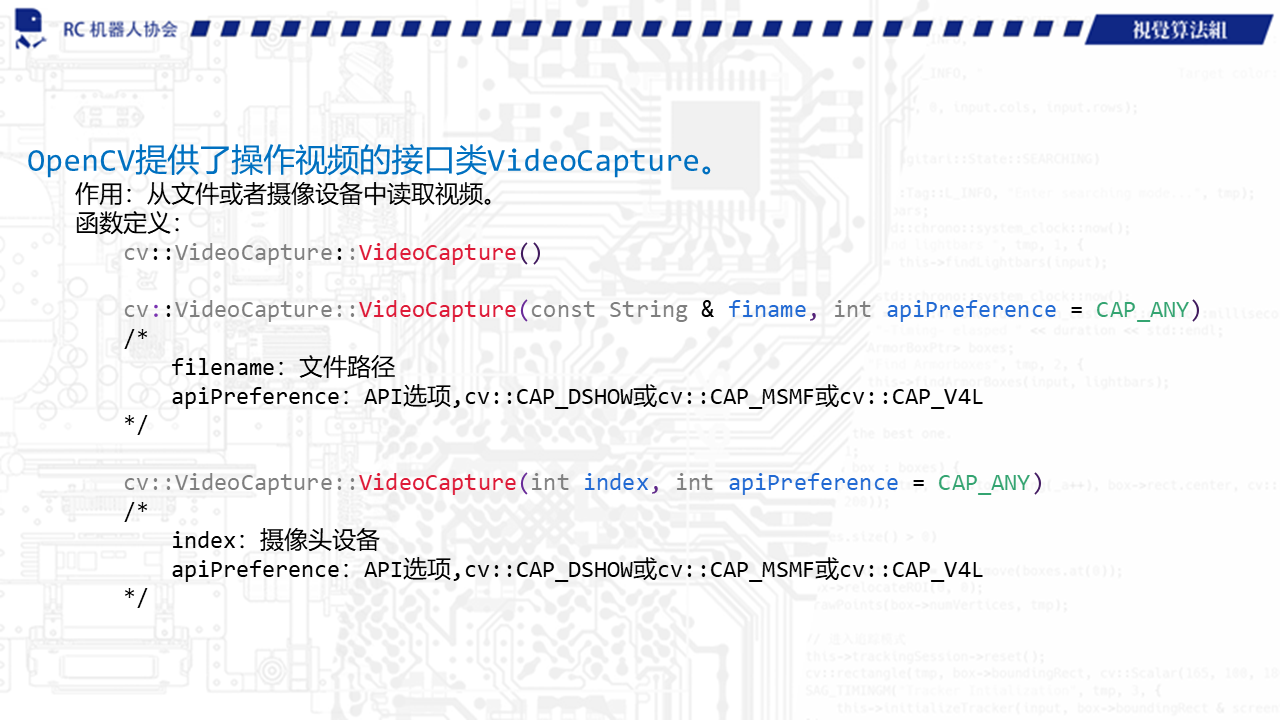 RC 机器人协会
視覺算法組
OpenCV提供了操作视频的接口类VideoCapture。
作用：从文件或者摄像设备中读取视频。
函数定义：
cv::VideoCapture::VideoCapture()
cv::VideoCapture::VideoCapture(const String & finame, int apiPreference = CAP_ANY)
/*
filename：文件路径
apiPreference：API选项,cv::CAP_DSHOW或cv::CAP_MSMF或cv::CAP_V4L
*/
cv::VideoCapture::VideoCapture(int index, int apiPreference = CAP_ANY)
/*
index：摄像头设备
apiPreference：API选项,cv::CAP_DSHOW或cv::CAP_MSMF或cv::CAP_V4L
*/